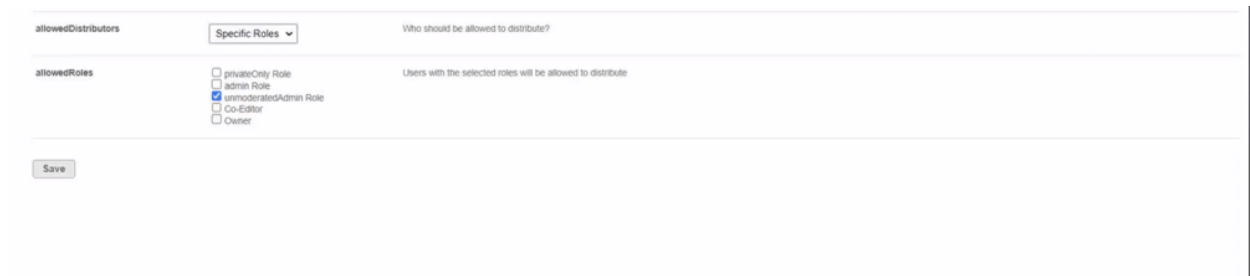 allowedDistributors Specific Roles Who should be allowed to distribute?
allowedRoles privateOnly Role Users with the selected roles will be allowed to distribute
admin Role
unmoderatedAdmin Role
Co-Editor
Owner
Save